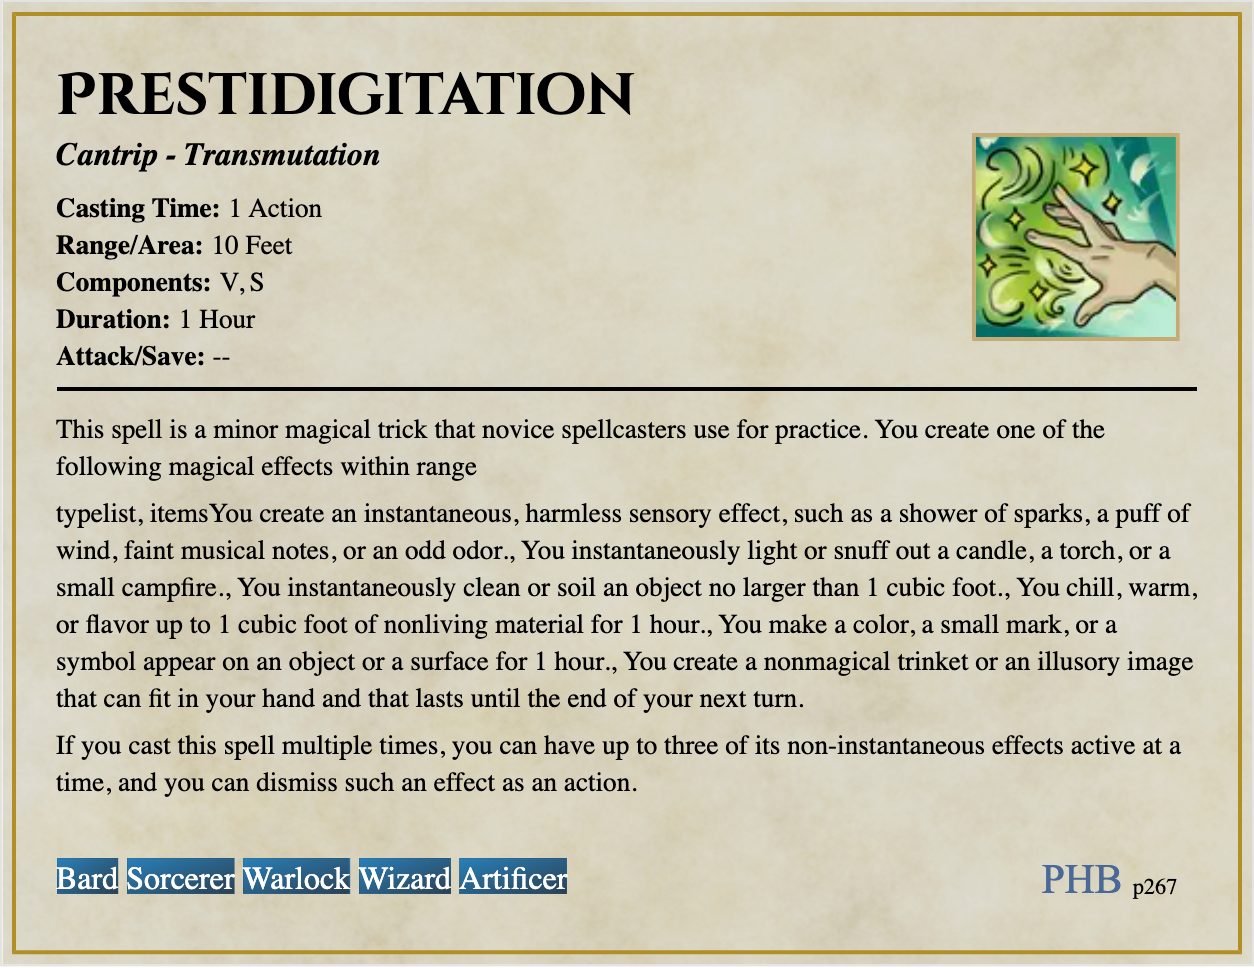 Prestidigitation
Cantrip - Transmutation
Casting Time: 1 Action
Range/Area: 10 Feet
Components: V, S
Duration: 1 Hour
Attack/Save: --
This spell is a minor magical trick that novice spellcasters use for practice. You create one of the
following magical effects within range
typelist, itemsYou create an instantaneous, harmless sensory effect, such as a shower of sparks, a puff of
wind, faint musical notes, or an odd odor., You instantaneously light or snuff out a candle, a torch, or a
small campfire., You instantaneously clean or soil an object no larger than 1 cubic foot., You chill, warm,
or flavor up to 1 cubic foot of nonliving material for 1 hour., You make a color, a small mark, or a
symbol appear on an object or a surface for 1 hour., You create a nonmagical trinket or an illusory image
that can fit in your hand and that lasts until the end of your next turn.
If you cast this spell multiple times, you can have up to three of its non-instantaneous effects active at a
time, and you can dismiss such an effect as an action.
Bard Sorcerer Warlock Wizard Artificer
PHB p267